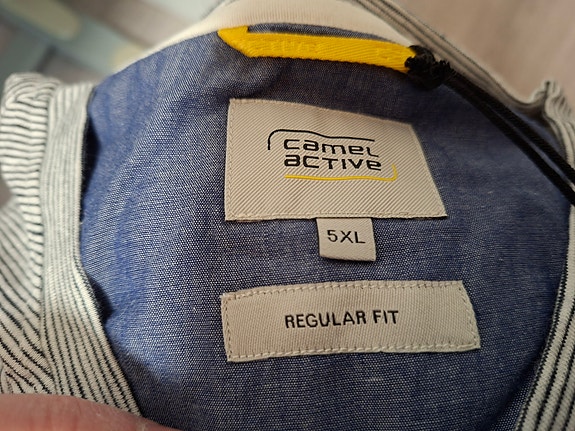 camel
active
5XL
REGULAR FIT